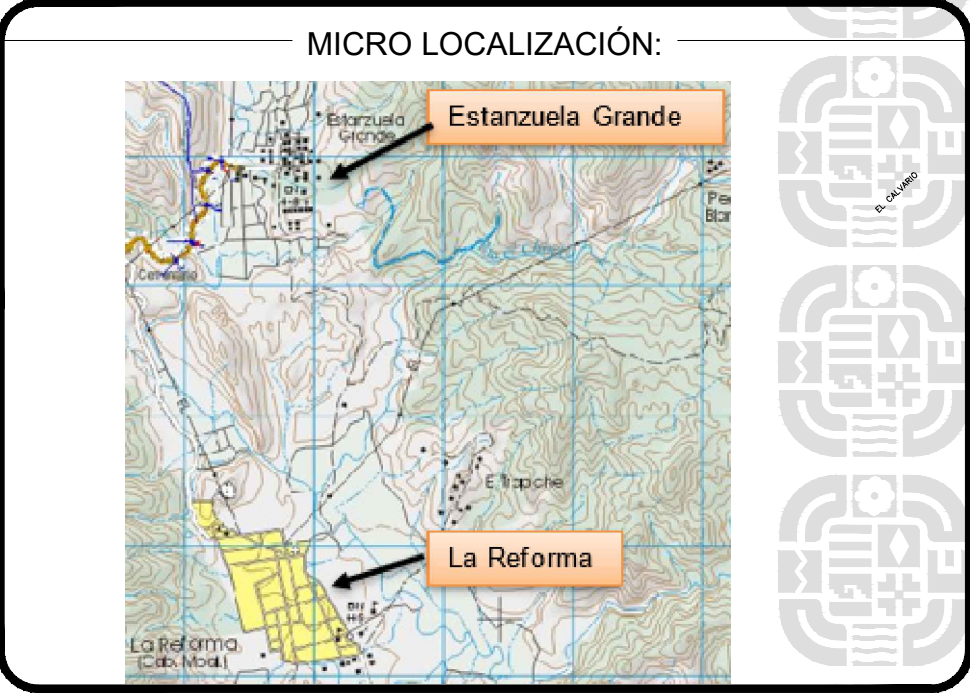 MICRO LOCALIZACIÓN:
Estanzuela Grande
Estanzuela
Grande
EL CALVARIO
El Trapiche
La Reforma
La Reforma
(Cab. Mpal.)